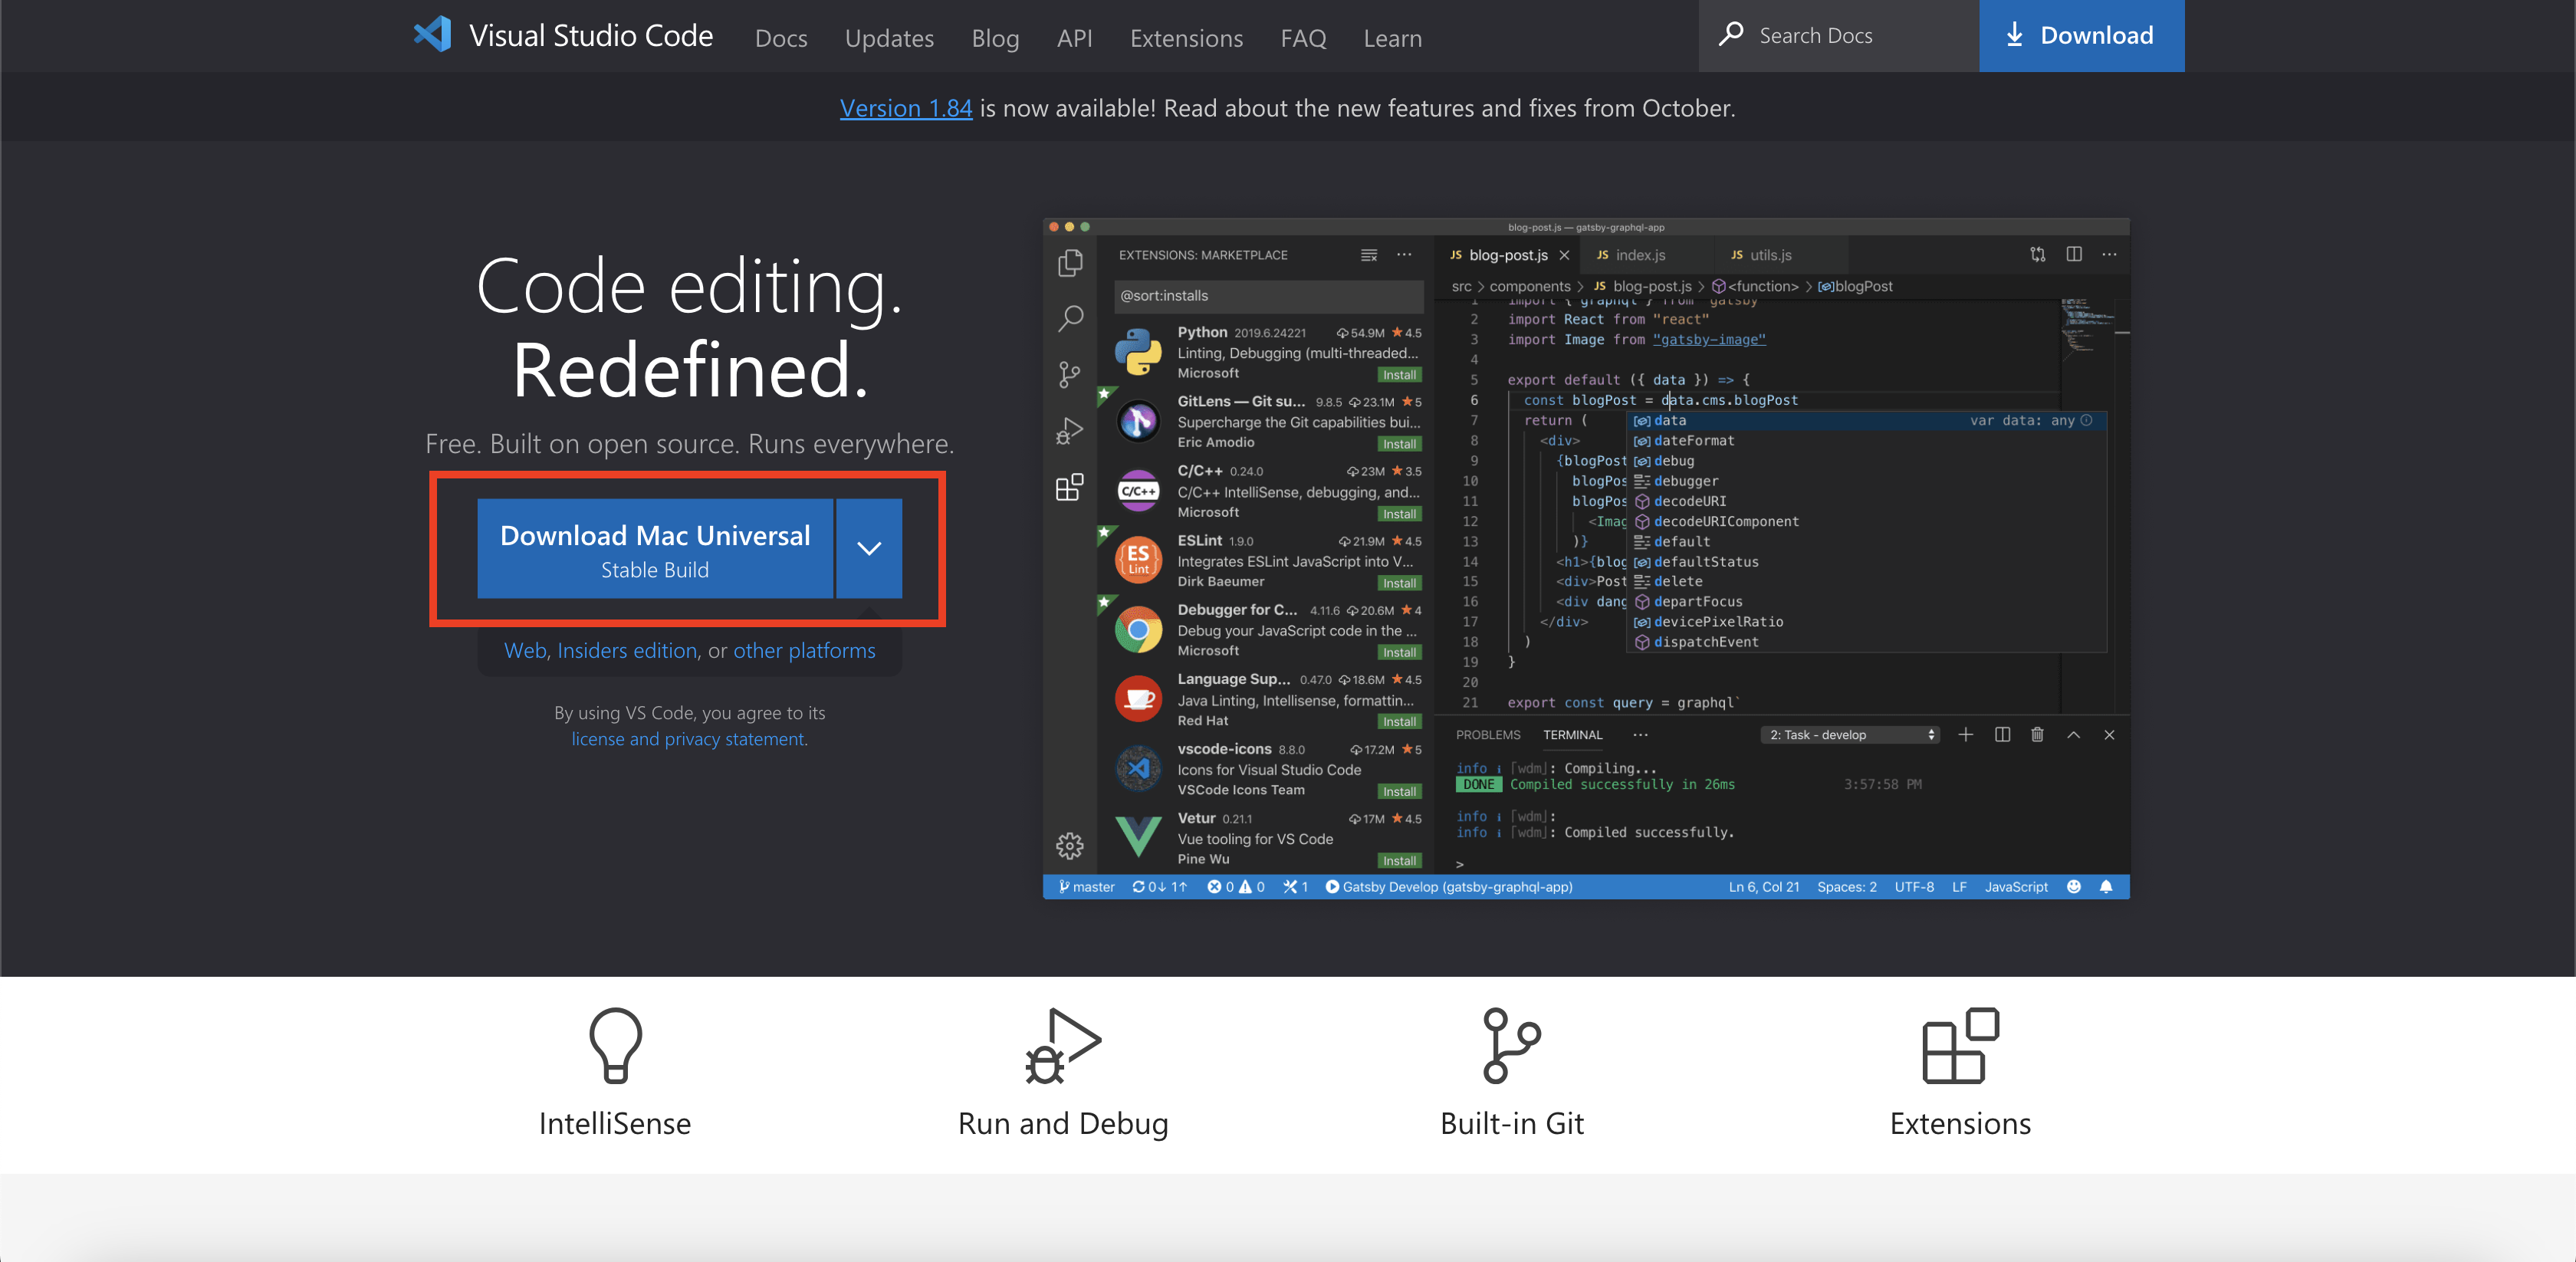 Visual Studio Code Docs Updates Blog API Extensions FAQ Learn Search Docs Download
Version 1.84 is now available! Read about the new features and fixes from October.
Code editing.
Redefined.
Free. Built on open source. Runs everywhere.
Download Mac Universal
Stable Build
Web, Insiders edition, or other platforms
By using VS Code, you agree to its
license and privacy statement.
blog-post.js — gatsby-graphql-app
EXTENSIONS: MARKETPLACE
@sort:installs
Python 2019.6.24221 54.9M 4.5
Linting, Debugging (multi-threaded...
Microsoft Install
GitLens — Git su... 9.8.5 23.1M 5
Supercharge the Git capabilities bui...
Eric Amodio Install
C/C++
C/C++ 0.24.0 23M 3.5
C/C++ IntelliSense, debugging, and...
Microsoft Install
ES
Lint
ESLint 1.9.0 21.9M 4.5
Integrates ESLint JavaScript into V...
Dirk Baeumer Install
Debugger for C... 4.11.6 20.6M 4
Debug your JavaScript code in the ...
Microsoft Install
Language Sup... 0.47.0 18.6M 4.5
Java Linting, Intellisense, formattin...
Red Hat Install
vscode-icons 8.8.0 17.2M 5
Icons for Visual Studio Code
VSCode Icons Team Install
Vetur 0.21.1 17M 4.5
Vue tooling for VS Code
Pine Wu Install
JS blog-post.js JS index.js JS utils.js
src > components > JS blog-post.js > <function> > blogPost
1 import { graphql } from "gatsby"
2 import React from "react"
3 import Image from "gatsby-image"
4
5 export default ({ data }) => {
6 const blogPost = data.cms.blogPost
7 return (
8 <div>
9 {blogPost
10 blogPos
11 blogPos
12 <Imag
13 )}
14 <h1>{blog
15 <div>Post
16 <div dang
17 </div>
18 )
19 }
20
21 export const query = graphql`
data var data: any
dateFormat
debug
debugger
decodeURI
decodeURIComponent
default
defaultStatus
delete
departFocus
devicePixelRatio
dispatchEvent
PROBLEMS TERMINAL ··· 2: Task - develop
info i ｢wdm｣: Compiling...
DONE Compiled successfully in 26ms 3:57:58 PM
info i ｢wdm｣:
info i ｢wdm｣: Compiled successfully.
>
master 0↓ 1↑ 0 0 1 Gatsby Develop (gatsby-graphql-app) Ln 6, Col 21 Spaces: 2 UTF-8 LF JavaScript
IntelliSense
Run and Debug
Built-in Git
Extensions